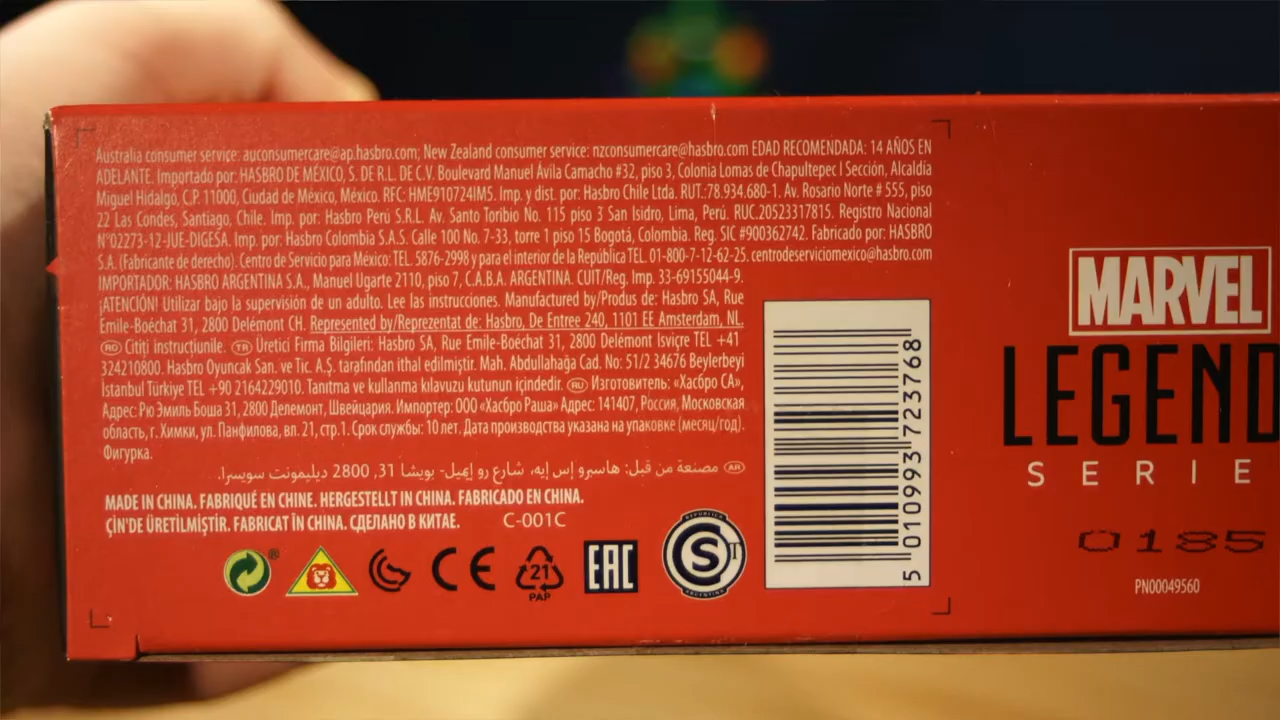 Australia consumer service: auconsumercare@ap.hasbro.com; New Zealand consumer service: nzconsumercare@hasbro.com EDAD RECOMENDADA: 14 AÑOS EN
ADELANTE. Importado por: HASBRO DE MÉXICO, S. DE R.L. DE C.V. Boulevard Manuel Ávila Camacho #32, piso 3, Colonia Lomas de Chapultepec I Sección, Alcaldía
Miguel Hidalgo, C.P. 11000, Ciudad de México, México. RFC: HME910724IM5. Imp. y dist. por: Hasbro Chile Ltda. RUT.:78.934.680-1. Av. Rosario Norte # 555, piso
22 Las Condes, Santiago, Chile. Imp. por: Hasbro Perú S.R.L. Av. Santo Toribio No. 115 piso 3 San Isidro, Lima, Perú. RUC.20523317815. Registro Nacional
N°02273-12-JUE-DIGESA. Imp. por: Hasbro Colombia S.A.S. Calle 100 No. 7-33, torre 1 piso 15 Bogotá, Colombia. Reg. SIC #900362742. Fabricado por: HASBRO
S.A. (Fabricante de derecho). Centro de Servicio para México: TEL. 5876-2998 y para el interior de la República TEL. 01-800-7-12-62-25. centrodeserviciomexico@hasbro.com
IMPORTADOR: HASBRO ARGENTINA S.A., Manuel Ugarte 2110, piso 7, C.A.B.A. ARGENTINA. CUIT/Reg. Imp. 33-69155044-9.
¡ATENCIÓN! Utilizar bajo la supervisión de un adulto. Lee las instrucciones. Manufactured by/Produs de: Hasbro SA, Rue
Emile-Boéchat 31, 2800 Delémont CH. Represented by/Reprezentat de: Hasbro, De Entree 240, 1101 EE Amsterdam, NL.
RO Citiți instrucțiunile. TR Üretici Firma Bilgileri: Hasbro SA, Rue Emile-Boéchat 31, 2800 Delémont İsviçre TEL +41
324210800. Hasbro Oyuncak San. ve Tic. A.Ş. tarafından ithal edilmiştir. Mah. Abdullahağa Cad. No: 51/2 34676 Beylerbeyi
İstanbul Türkiye TEL +90 2164229010. Tanıtma ve kullanma kılavuzu kutunun içindedir. RU Изготовитель: «Хасбро СА»,
Адрес: Рю Эмиль Боша 31, 2800 Делемонт, Швейцария. Импортер: ООО «Хасбро Раша» Адрес: 141407, Россия, Московская
область, г. Химки, ул. Панфилова, вл. 21, стр.1. Срок службы: 10 лет. Дата производства указана на упаковке (месяц/год).
Фигурка.
AR مصنعة من قبل: هاسبرو إس إيه، شارع رو إميل- بويشا 31, 2800 ديليمونت سويسرا.
MADE IN CHINA. FABRIQUÉ EN CHINE. HERGESTELLT IN CHINA. FABRICADO EN CHINA.
ÇİN'DE ÜRETİLMİŞTİR. FABRICAT ÎN CHINA. СДЕЛАНО В КИТАЕ. C-001C
® CE 21 PAP EAC REPUBLICA S ARGENTINA
5 010993 723768
MARVEL
LEGEND
SERIE
0185
PN00049560